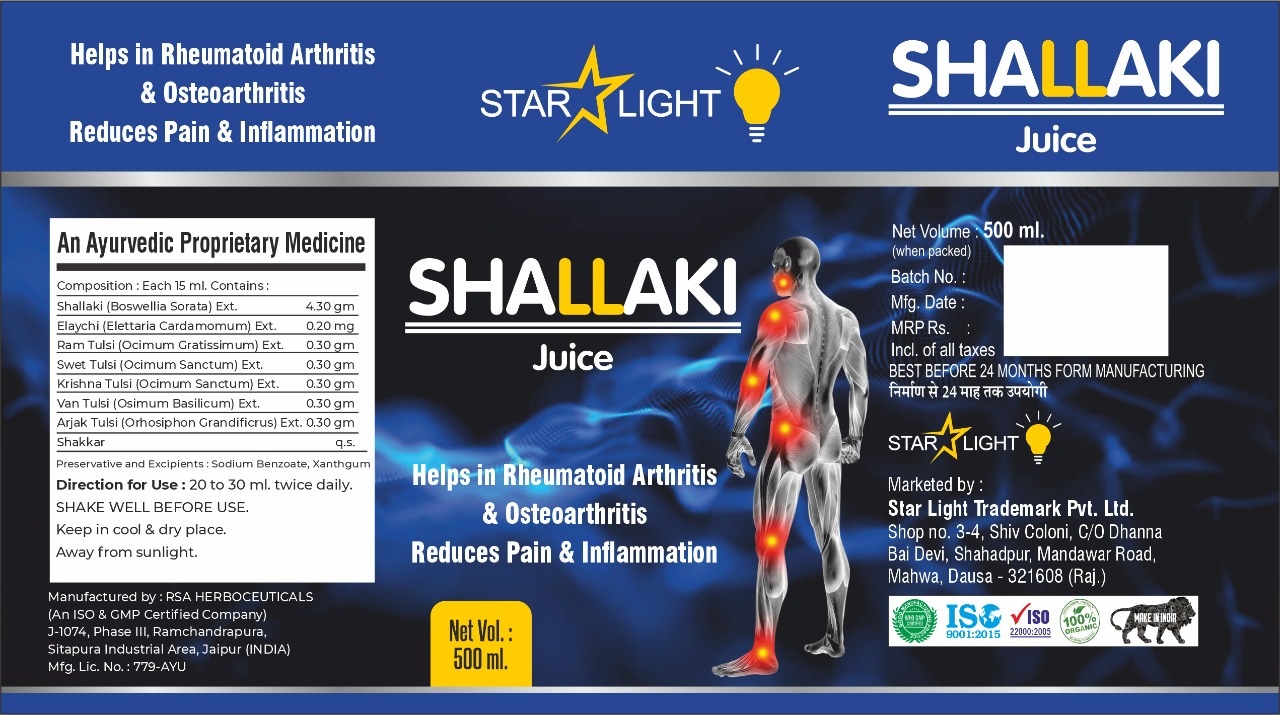 Helps in Rheumatoid Arthritis
& Osteoarthritis
Reduces Pain & Inflammation
STAR LIGHT
SHALLAKI
Juice
An Ayurvedic Proprietary Medicine
Composition : Each 15 ml. Contains :
Shallaki (Boswellia Sorata) Ext. 4.30 gm
Elaychi (Elettaria Cardamomum) Ext. 0.20 mg
Ram Tulsi (Ocimum Gratissimum) Ext. 0.30 gm
Swet Tulsi (Ocimum Sanctum) Ext. 0.30 gm
Krishna Tulsi (Ocimum Sanctum) Ext. 0.30 gm
Van Tulsi (Osimum Basilicum) Ext. 0.30 gm
Arjak Tulsi (Orhosiphon Grandificrus) Ext. 0.30 gm
Shakkar q.s.
Preservative and Excipients : Sodium Benzoate, Xanthgum
Direction for Use : 20 to 30 ml. twice daily.
SHAKE WELL BEFORE USE.
Keep in cool & dry place.
Away from sunlight.
Manufactured by : RSA HERBOCEUTICALS
(An ISO & GMP Certified Company)
J-1074, Phase III, Ramchandrapura,
Sitapura Industrial Area, Jaipur (INDIA)
Mfg. Lic. No. : 779-AYU
SHALLAKI
Juice
Helps in Rheumatoid Arthritis
& Osteoarthritis
Reduces Pain & Inflammation
Net Vol. :
500 ml.
Net Volume : 500 ml.
(when packed)
Batch No. :
Mfg. Date :
MRP Rs. :
Incl. of all taxes
BEST BEFORE 24 MONTHS FORM MANUFACTURING
निर्माण से 24 माह तक उपयोगी
STAR LIGHT
Marketed by :
Star Light Trademark Pvt. Ltd.
Shop no. 3-4, Shiv Coloni, C/O Dhanna
Bai Devi, Shahadpur, Mandawar Road,
Mahwa, Dausa - 321608 (Raj.)
WHO-GMP
CERTIFIED
ISO
9001:2015
ISO
22000:2005
100%
ORGANIC
MAKE IN INDIA